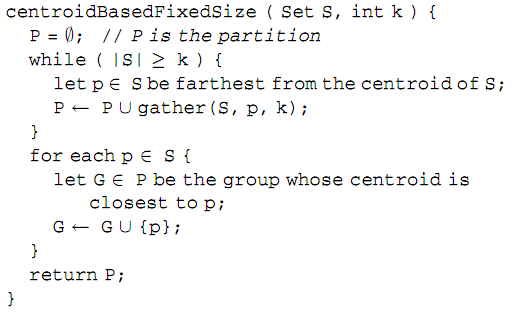 centroidBasedFixedSize ( Set S, int k ) {
P = ∅; // P is the partition
while ( |S| ≥ k ) {
let p ∈ S be farthest from the centroid of S;
P ← P ∪ gather(S, p, k);
}
for each p ∈ S {
let G ∈ P be the group whose centroid is
closest to p;
G ← G ∪ {p};
}
return P;
}